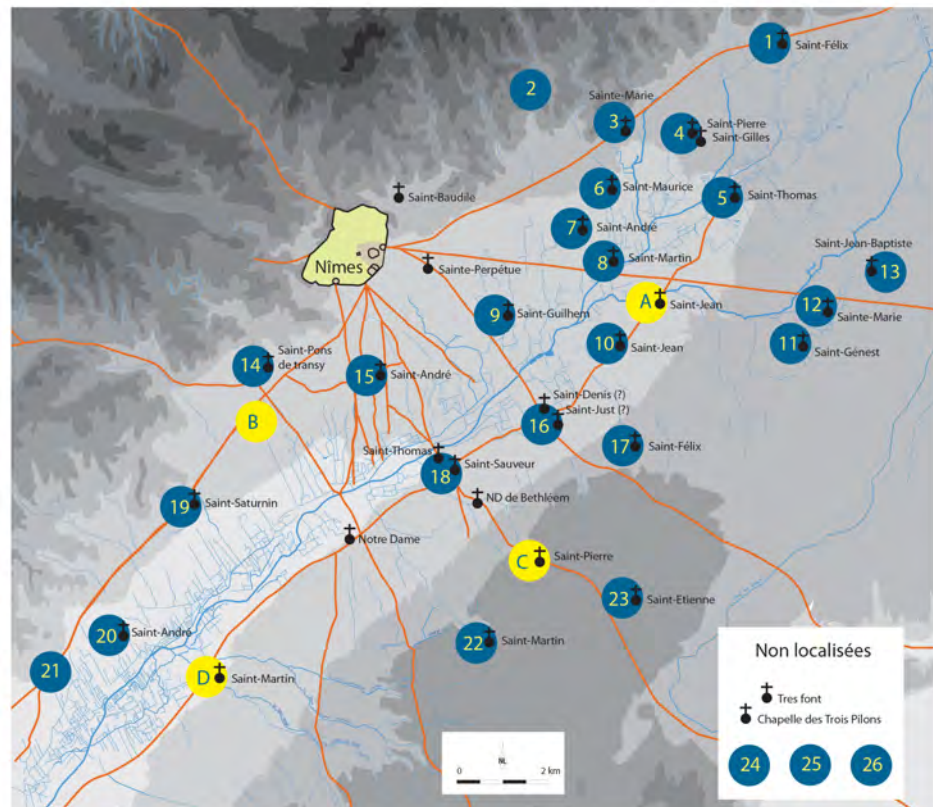 1
Saint-Félix
2
Sainte-Marie
3
4
Saint-Pierre
Saint-Gilles
Saint-Baudile
6
Saint-Maurice
5
Saint-Thomas
7
Saint-André
Nîmes
Sainte-Perpétue
8
Saint-Martin
Saint-Jean-Baptiste
13
A
Saint-Jean
12
Sainte-Marie
9
Saint-Guilhem
10
Saint-Jean
11
Saint-Génest
14
Saint-Pons
de transy
15
Saint-André
Saint-Denis (?)
Saint-Just (?)
16
B
17
Saint-Félix
Saint-Thomas
Saint-Sauveur
18
19
Saint-Saturnin
ND de Bethléem
Notre Dame
C
Saint-Pierre
23
Saint-Etienne
20
Saint-André
22
Saint-Martin
21
D
Saint-Martin
NL
0 2 km
Non localisées
Tres font
Chapelle des Trois Pilons
24 25 26